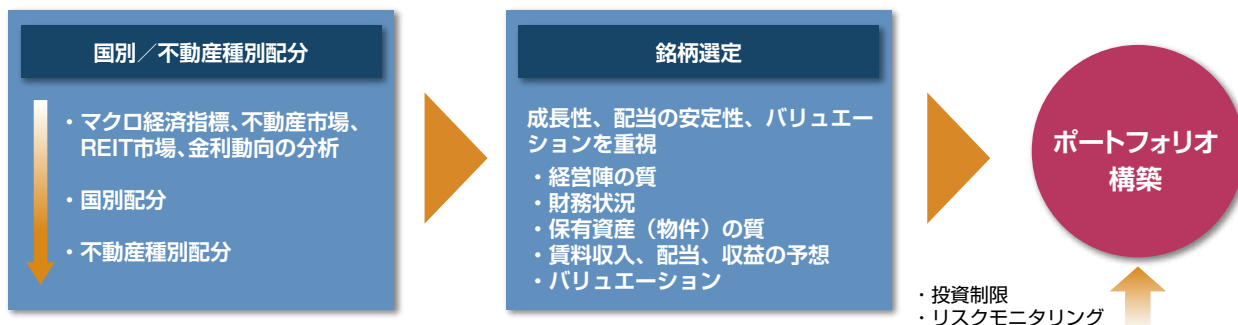 国別／不動産種別配分
・マクロ経済指標、不動産市場、
REIT市場、金利動向の分析
・国別配分
・不動産種別配分
銘柄選定
成長性、配当の安定性、バリュエー
ションを重視
・経営陣の質
・財務状況
・保有資産（物件）の質
・賃料収入、配当、収益の予想
・バリュエーション
ポートフォリオ
構築
・投資制限
・リスクモニタリング